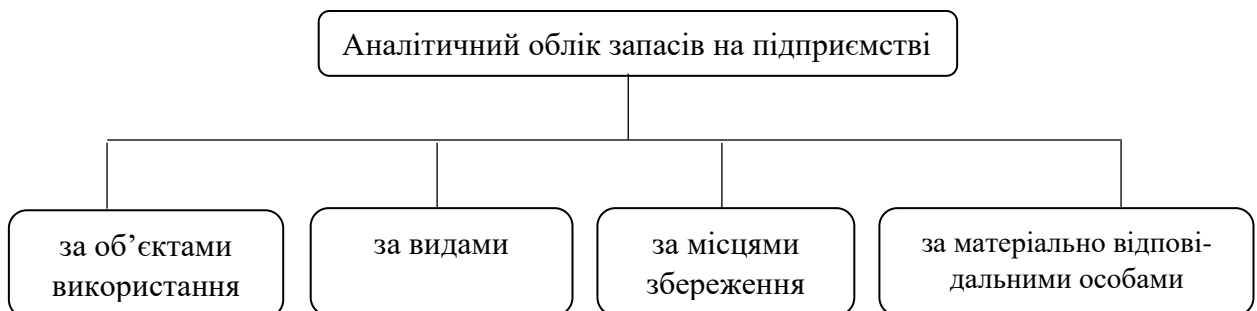 Аналітичний облік запасів на підприємстві
за об’єктами
використання
за видами
за місцями
збереження
за матеріально відпові-
дальними особами